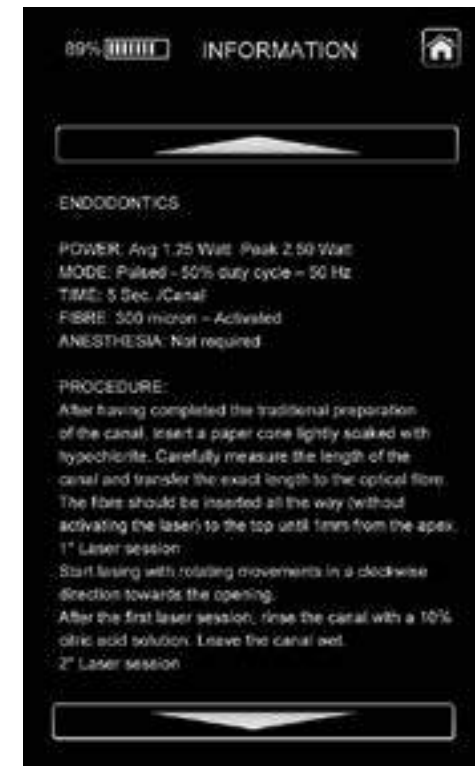 89% INFORMATION
ENDODONTICS
POWER: Avg 1.25 Watt Peak 2.50 Watt
MODE: Pulsed - 50% duty cycle – 50 Hz
TIME: 5 Sec. /Canal
FIBRE: 300 micron – Activated
ANESTHESIA: Not required
PROCEDURE:
After having completed the traditional preparation
of the canal, insert a paper cone lightly soaked with
hypochlorite. Carefully measure the length of the
canal and transfer the exact length to the optical fibre.
The fibre should be inserted all the way (without
activating the laser) to the top until 1mm from the apex.
1° Laser session
Start lasing with rotating movements in a clockwise
direction towards the opening.
After the first laser session, rinse the canal with a 10%
citric acid solution. Leave the canal wet.
2° Laser session